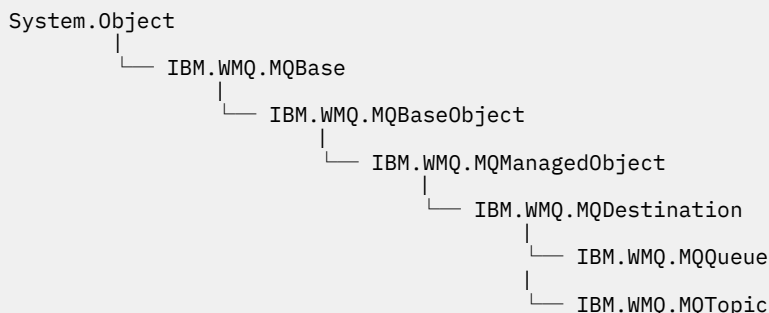 System.Object
IBM.WMQ.MQBase
IBM.WMQ.MQBaseObject
IBM.WMQ.MQManagedObject
IBM.WMQ.MQDestination
IBM.WMQ.MQQueue
IBM.WMQ.MQTopic